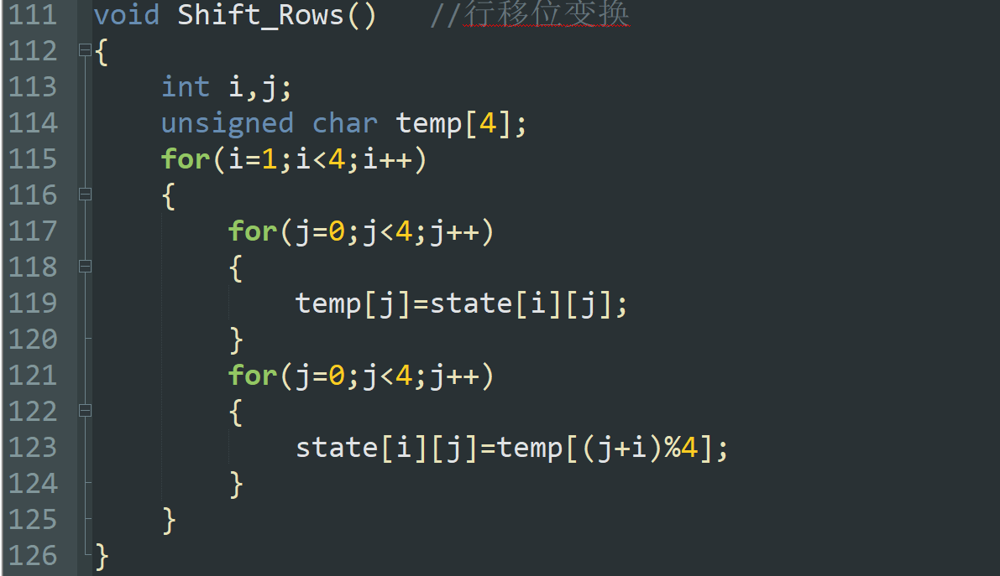 111 void Shift_Rows()   //行移位变换
112 {
113     int i,j;
114     unsigned char temp[4];
115     for(i=1;i<4;i++)
116     {
117         for(j=0;j<4;j++)
118         {
119             temp[j]=state[i][j];
120         }
121         for(j=0;j<4;j++)
122         {
123             state[i][j]=temp[(j+i)%4];
124         }
125     }
126 }